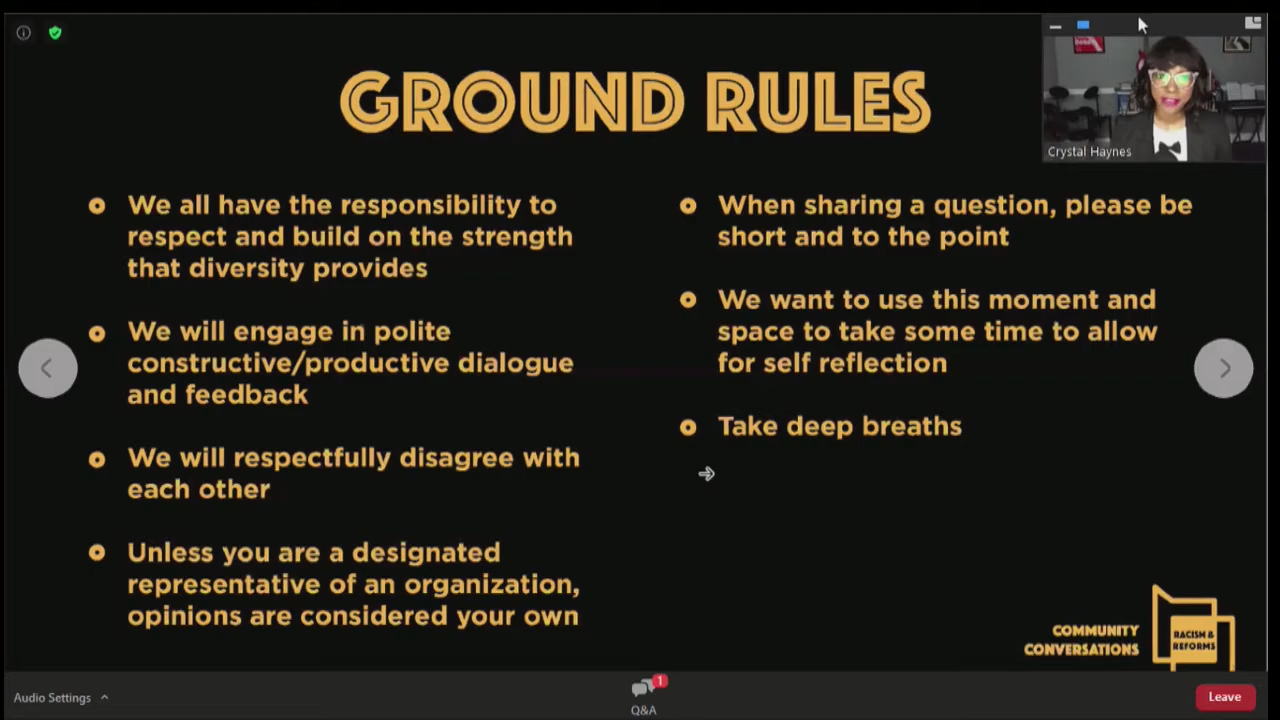 GROUND RULES
Crystal Haynes
We all have the responsibility to
respect and build on the strength
that diversity provides
We will engage in polite
constructive/productive dialogue
and feedback
We will respectfully disagree with
each other
Unless you are a designated
representative of an organization,
opinions are considered your own
When sharing a question, please be
short and to the point
We want to use this moment and
space to take some time to allow
for self reflection
Take deep breaths
COMMUNITY
CONVERSATIONS
RACISM &
REFORMS
Audio Settings
1
Q&A
Leave